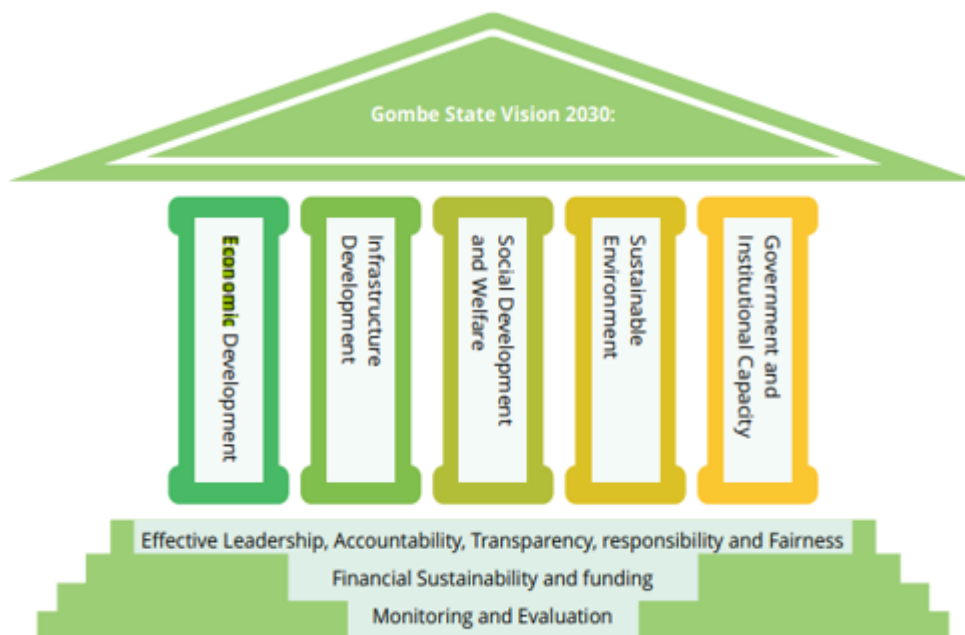 Gombe State Vision 2030:
Economic Development
Infrastructure
Development
Social Development
and Welfare
Sustainable
Environment
Government and
Institutional Capacity
Effective Leadership, Accountability, Transparency, responsibility and Fairness
Financial Sustainability and funding
Monitoring and Evaluation